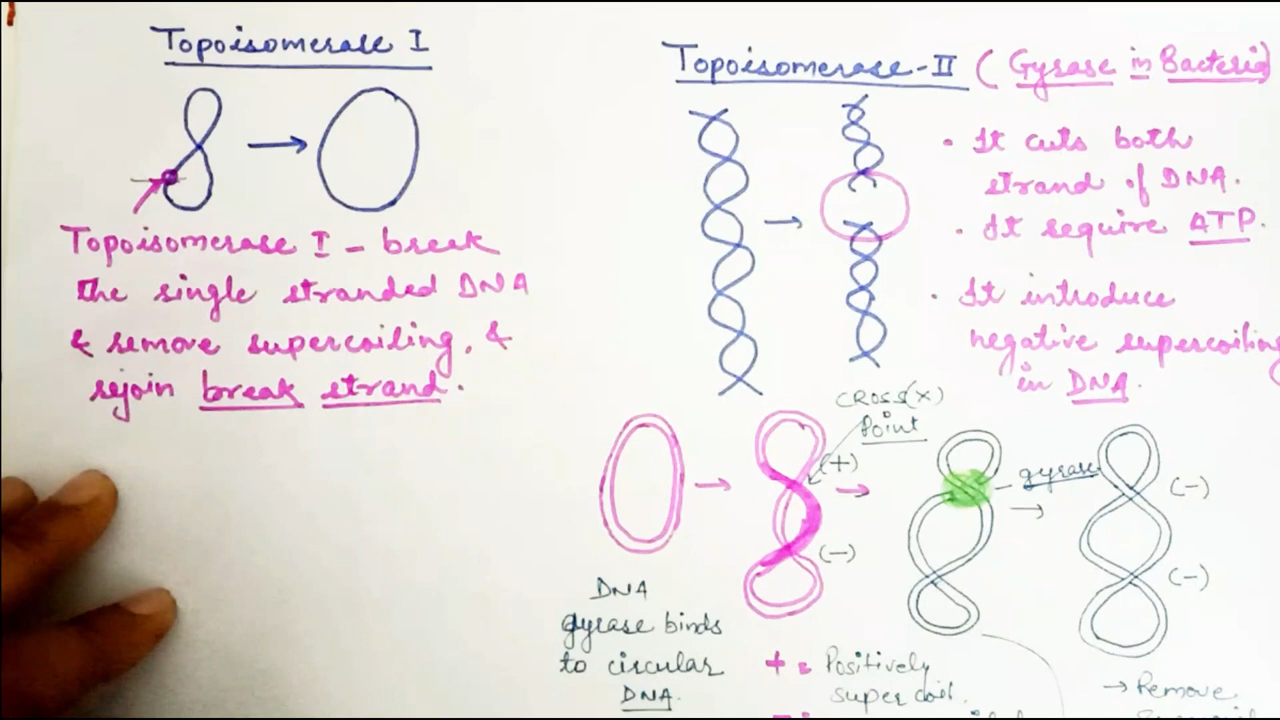 Topoisomerase I
Topoisomerase I - break
the single stranded DNA
& remove supercoiling, &
rejoin break strand.
Topoisomerase-II (Gyrase in Bacteria)
• It cuts both
strand of DNA.
• It require ATP.
• It introduce
negative supercoiling
in DNA.
CROSS(X)
Point
(+)
(-)
gyrase
(-)
(-)
DNA
gyrase binds
to circular
DNA.
+ = Positively
super coil.
→ Remove